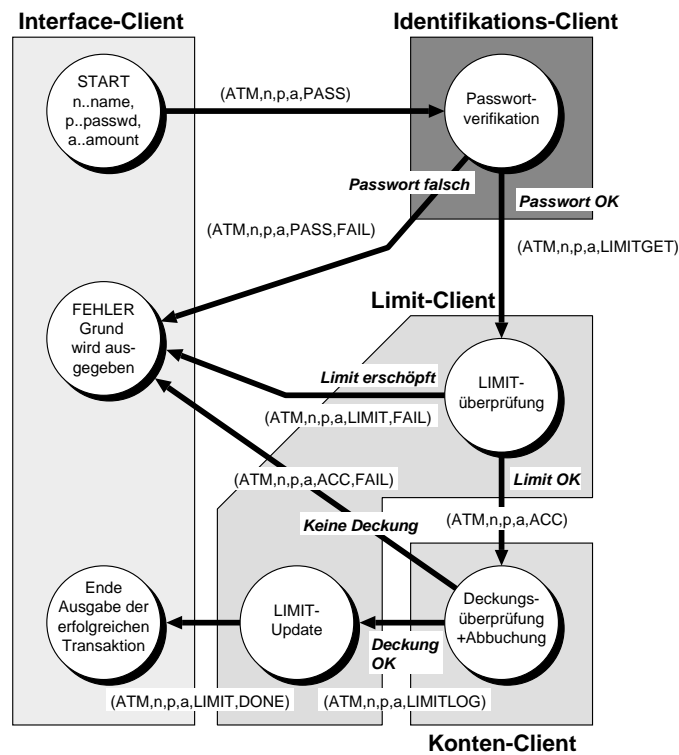 Interface-Client
Identifikations-Client
START
n..name,
p..passwd,
a..amount
(ATM,n,p,a,PASS)
Passwort-
verifikation
Passwort falsch
Passwort OK
(ATM,n,p,a,PASS,FAIL)
(ATM,n,p,a,LIMITGET)
Limit-Client
FEHLER
Grund
wird aus-
gegeben
Limit erschöpft
LIMIT-
überprüfung
(ATM,n,p,a,LIMIT,FAIL)
(ATM,n,p,a,ACC,FAIL)
Limit OK
Keine Deckung
(ATM,n,p,a,ACC)
Ende
Ausgabe der
erfolgreichen
Transaktion
LIMIT-
Update
Deckungs-
überprüfung
+Abbuchung
Deckung
OK
(ATM,n,p,a,LIMIT,DONE)
(ATM,n,p,a,LIMITLOG)
Konten-Client